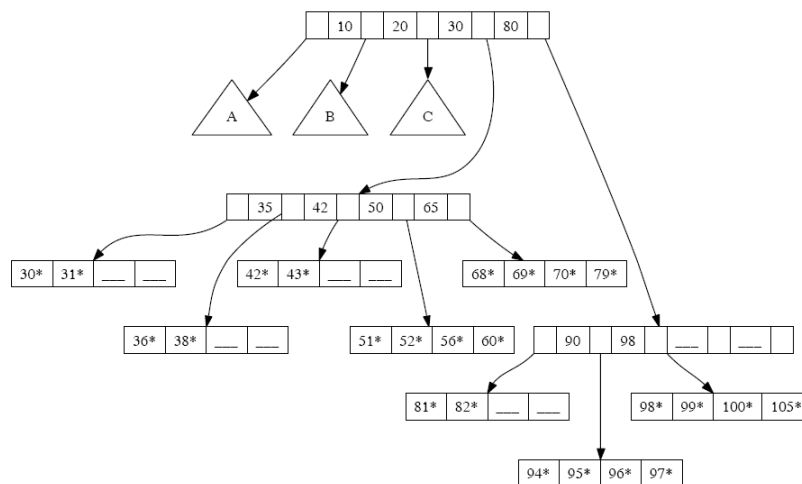 10 20 30 80
A B C
35 42 50 65
30* 31* ___ ___
42* 43* ___ ___
68* 69* 70* 79*
36* 38* ___ ___
51* 52* 56* 60*
90 98 ___ ___
81* 82* ___ ___
98* 99* 100* 105*
94* 95* 96* 97*